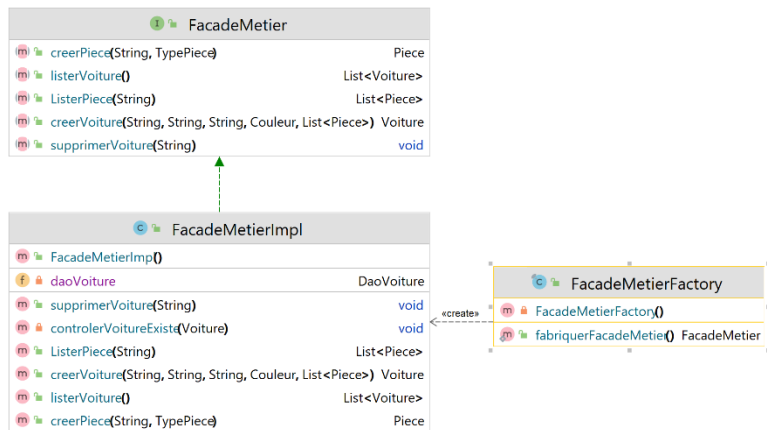 FacadeMetier
creerPiece(String, TypePiece) Piece
listerVoiture() List<Voiture>
ListerPiece(String) List<Piece>
creerVoiture(String, String, String, Couleur, List<Piece>) Voiture
supprimerVoiture(String) void
FacadeMetierImpl
FacadeMetierImpl()
daoVoiture DaoVoiture
supprimerVoiture(String) void
controlerVoitureExiste(Voiture) void
ListerPiece(String) List<Piece>
creerVoiture(String, String, String, Couleur, List<Piece>) Voiture
listerVoiture() List<Voiture>
creerPiece(String, TypePiece) Piece
«create»
FacadeMetierFactory
FacadeMetierFactory()
fabriquerFacadeMetier() FacadeMetier